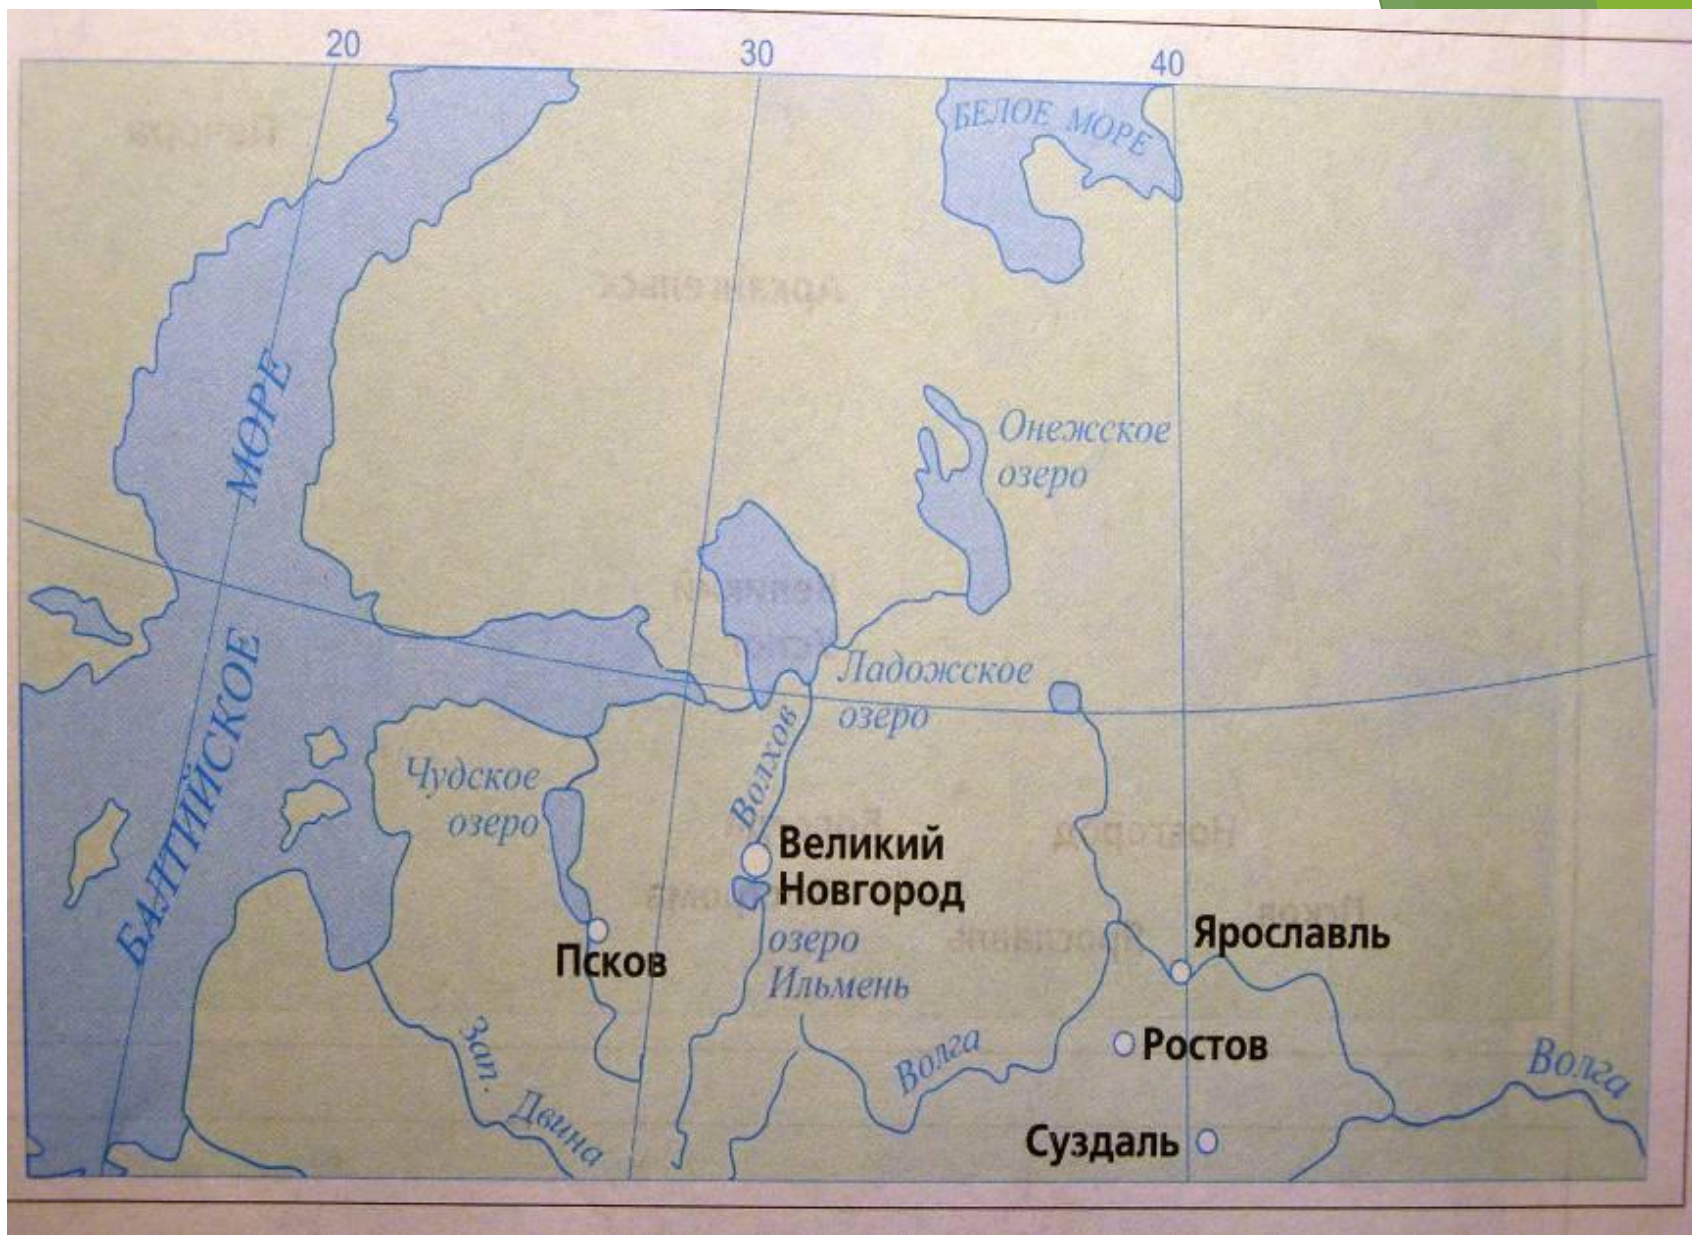 20
30
40
БЕЛОЕ МОРЕ
МОРЕ
Онежское
озеро
БАЛТИЙСКОЕ
Ладожское
озеро
Волхов
Чудское
озеро
Великий
Новгород
озеро
Ильмень
Псков
Ярославль
Ростов
Волга
Волга
Зап.
Двина
Суздаль